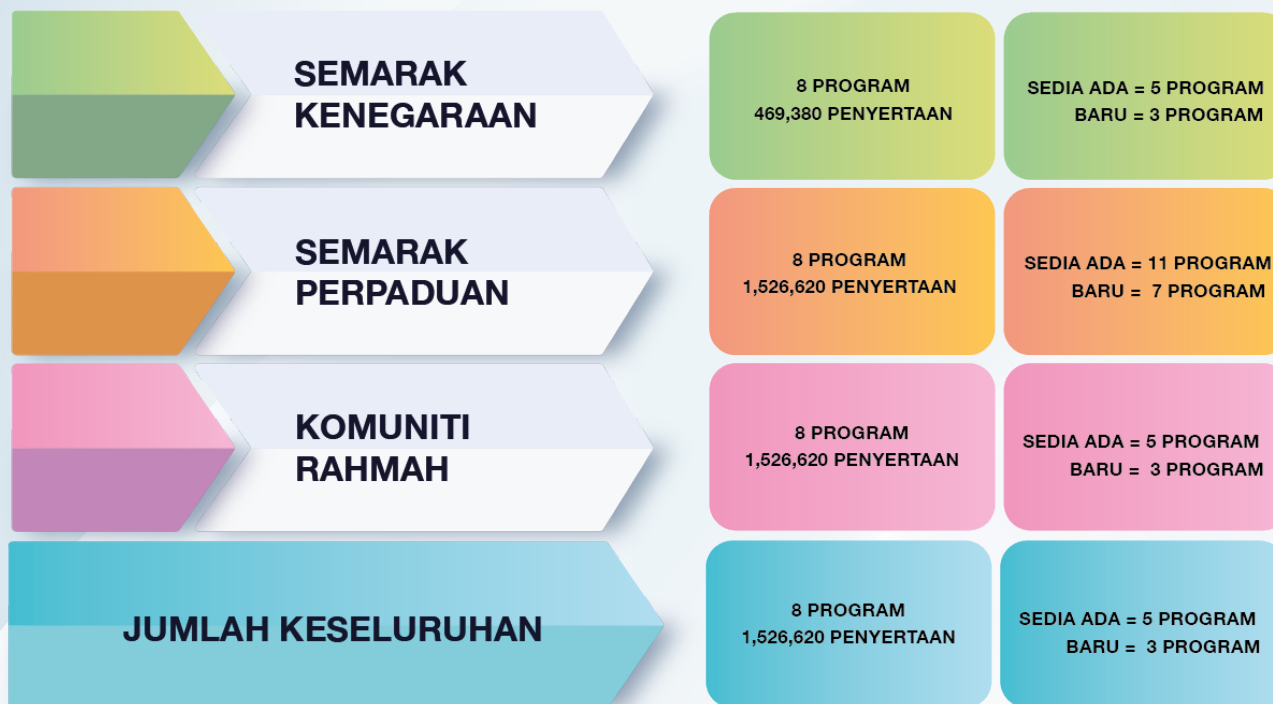 SEMARAK
KENEGARAAN
8 PROGRAM
469,380 PENYERTAAN
SEDIA ADA = 5 PROGRAM
BARU = 3 PROGRAM
SEMARAK
PERPADUAN
8 PROGRAM
1,526,620 PENYERTAAN
SEDIA ADA = 11 PROGRAM
BARU = 7 PROGRAM
KOMUNITI
RAHMAH
8 PROGRAM
1,526,620 PENYERTAAN
SEDIA ADA = 5 PROGRAM
BARU = 3 PROGRAM
JUMLAH KESELURUHAN
8 PROGRAM
1,526,620 PENYERTAAN
SEDIA ADA = 5 PROGRAM
BARU = 3 PROGRAM